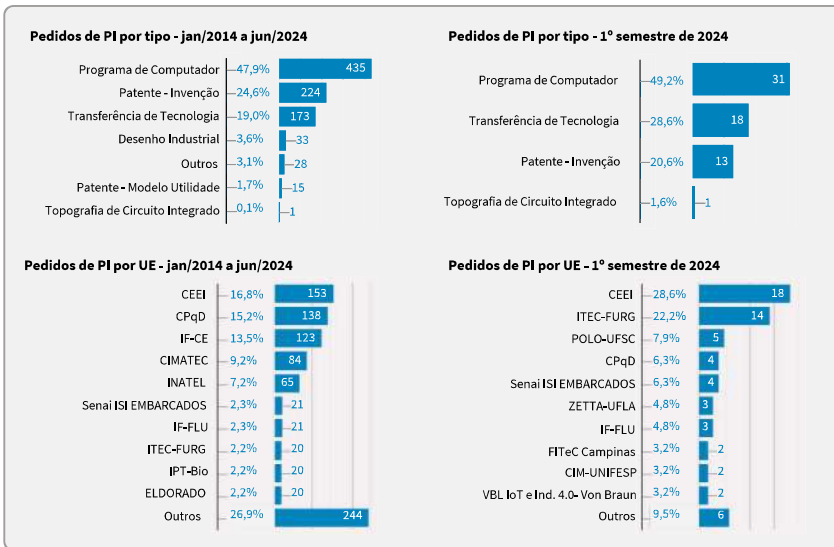 Pedidos de PI por tipo - jan/2014 a jun/2024
Programa de Computador 47,9% 435
Patente - Invenção 24,6% 224
Transferência de Tecnologia 19,0% 173
Desenho Industrial 3,6% 33
Outros 3,1% 28
Patente - Modelo Utilidade 1,7% 15
Topografia de Circuito Integrado 0,1% 1
Pedidos de PI por tipo - 1º semestre de 2024
Programa de Computador 49,2% 31
Transferência de Tecnologia 28,6% 18
Patente - Invenção 20,6% 13
Topografia de Circuito Integrado 1,6% 1
Pedidos de PI por UE - jan/2014 a jun/2024
CEEI 16,8% 153
CPqD 15,2% 138
IF-CE 13,5% 123
CIMATEC 9,2% 84
INATEL 7,2% 65
Senai ISI EMBARCADOS 2,3% 21
IF-FLU 2,3% 21
ITEC-FURG 2,2% 20
IPT-Bio 2,2% 20
ELDORADO 2,2% 20
Outros 26,9% 244
Pedidos de PI por UE - 1º semestre de 2024
CEEI 28,6% 18
ITEC-FURG 22,2% 14
POLO-UFSC 7,9% 5
CPqD 6,3% 4
Senai ISI EMBARCADOS 6,3% 4
ZETTA-UFLA 4,8% 3
IF-FLU 4,8% 3
FITeC Campinas 3,2% 2
CIM-UNIFESP 3,2% 2
VBL IoT e Ind. 4.0- Von Braun 3,2% 2
Outros 9,5% 6